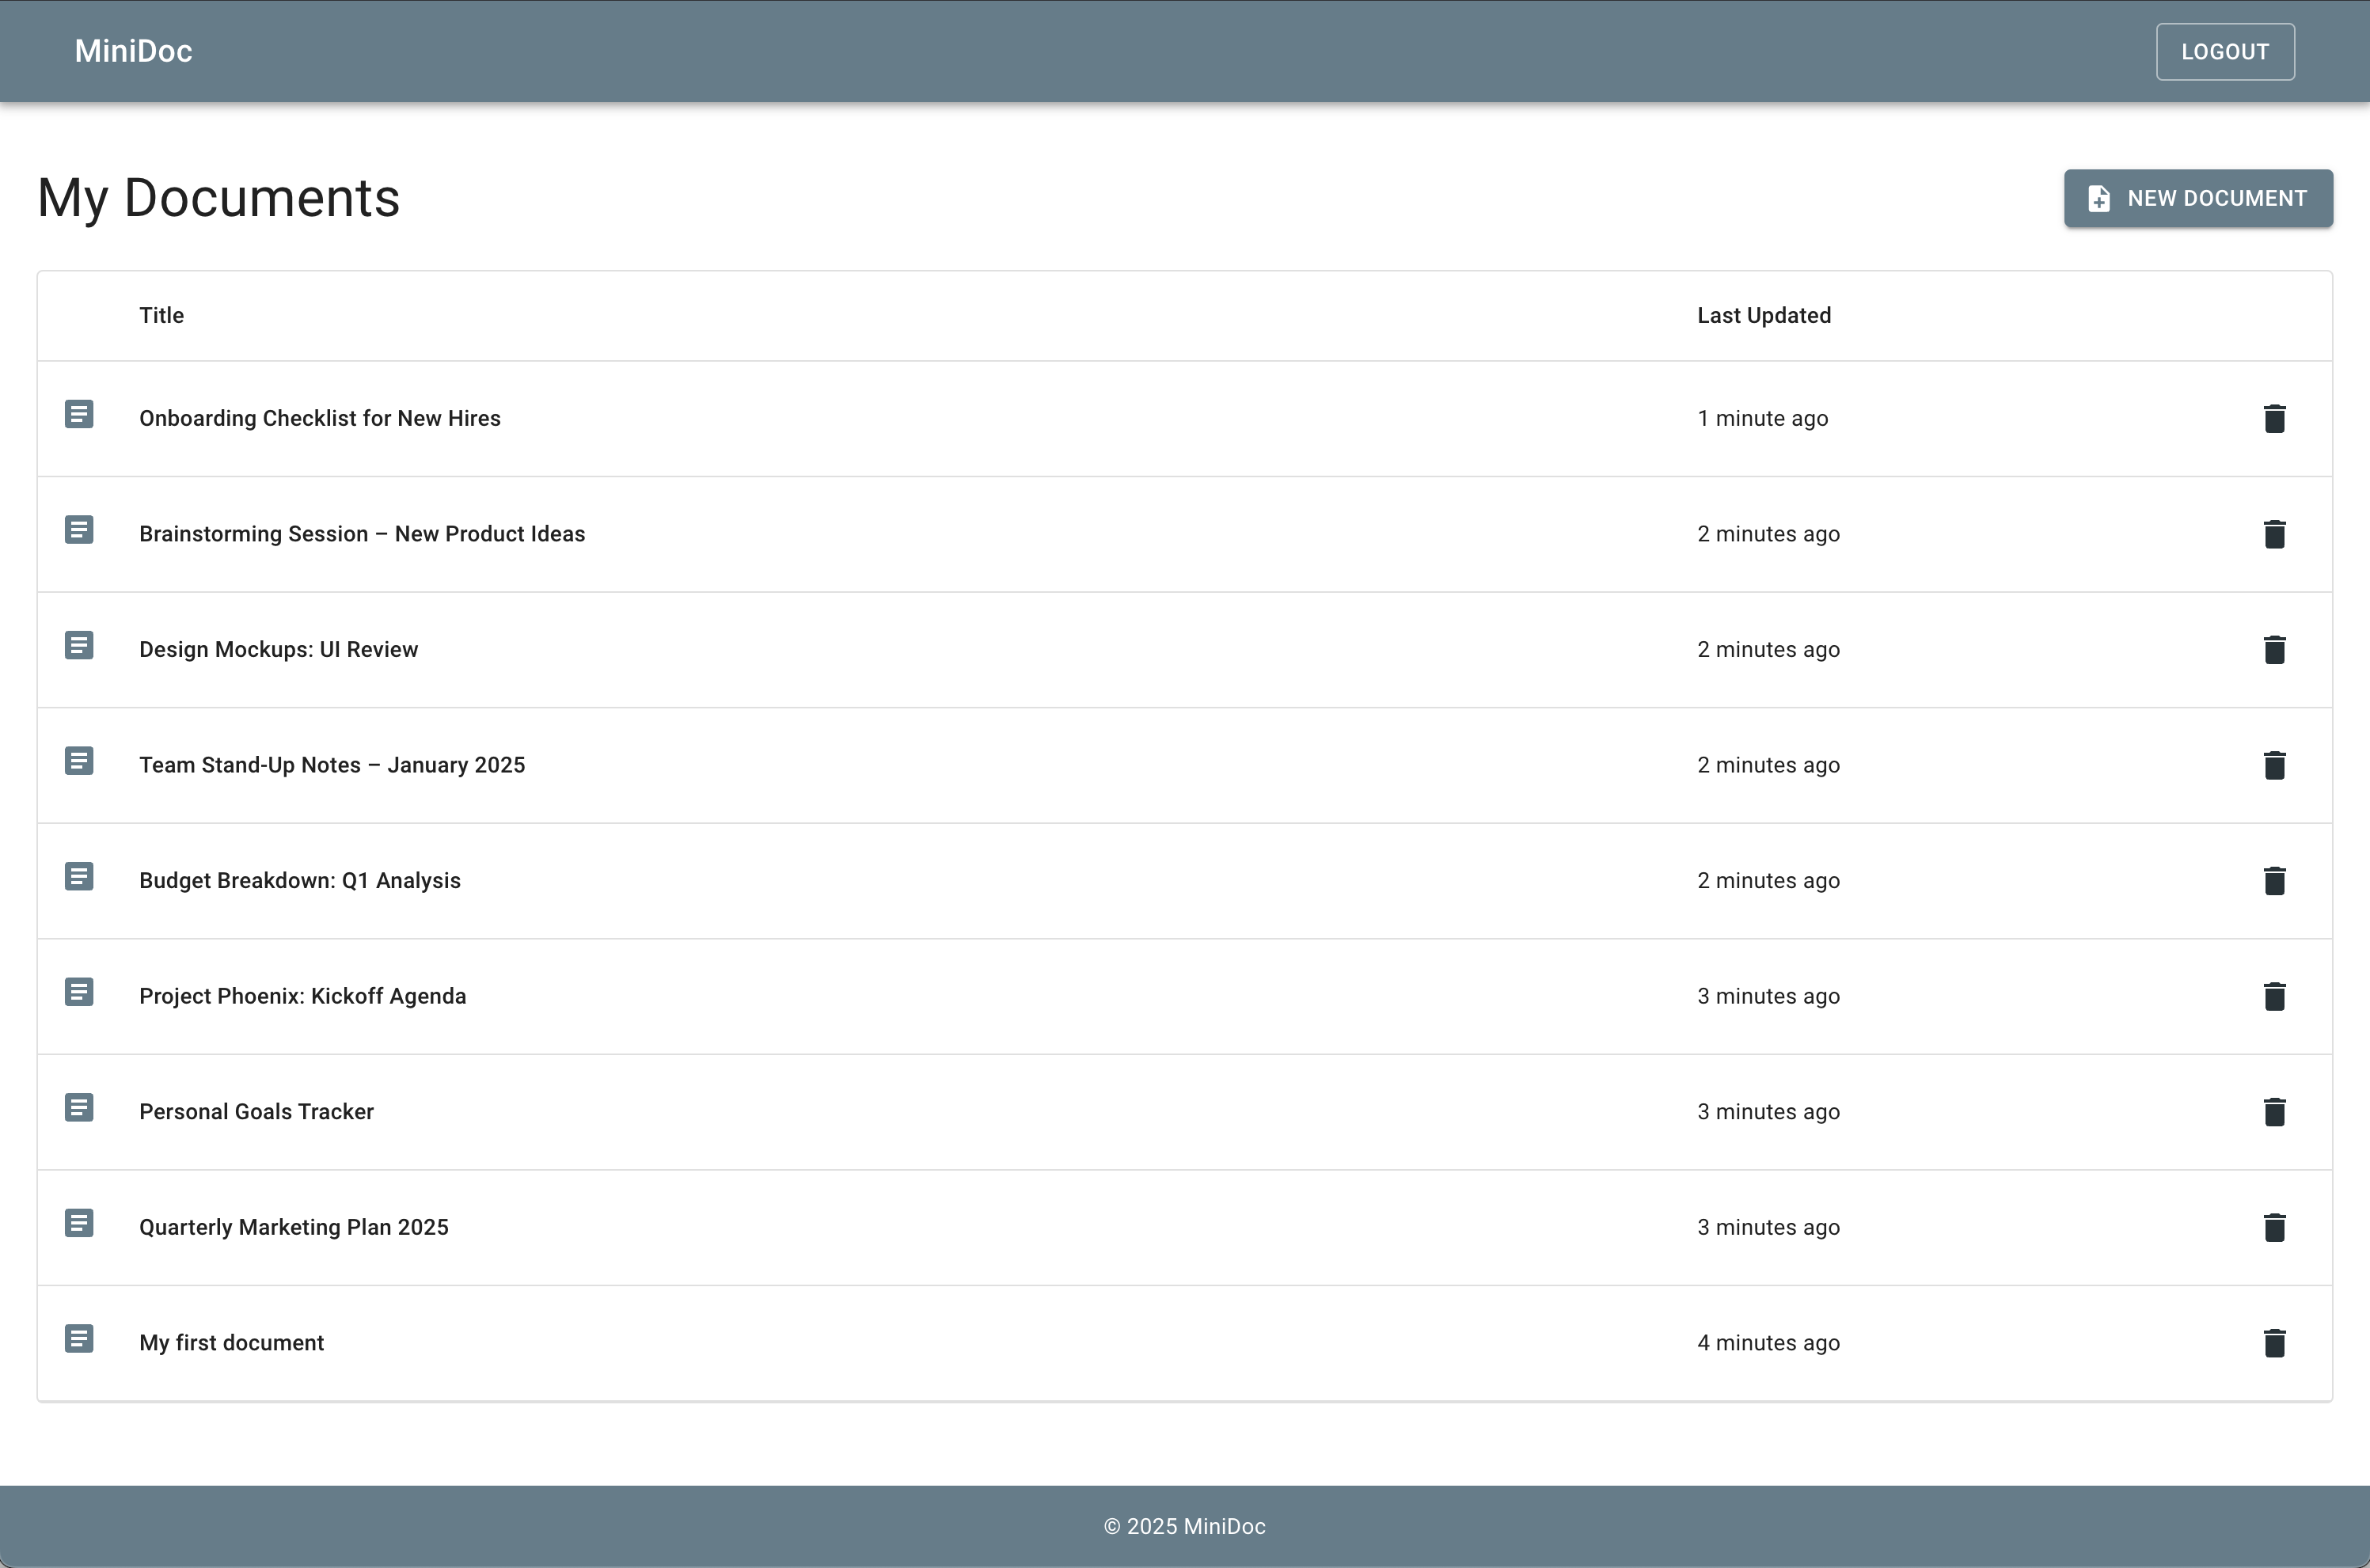 MiniDoc
LOGOUT
My Documents
NEW DOCUMENT
Title Last Updated
Onboarding Checklist for New Hires 1 minute ago
Brainstorming Session – New Product Ideas 2 minutes ago
Design Mockups: UI Review 2 minutes ago
Team Stand-Up Notes – January 2025 2 minutes ago
Budget Breakdown: Q1 Analysis 2 minutes ago
Project Phoenix: Kickoff Agenda 3 minutes ago
Personal Goals Tracker 3 minutes ago
Quarterly Marketing Plan 2025 3 minutes ago
My first document 4 minutes ago
© 2025 MiniDoc